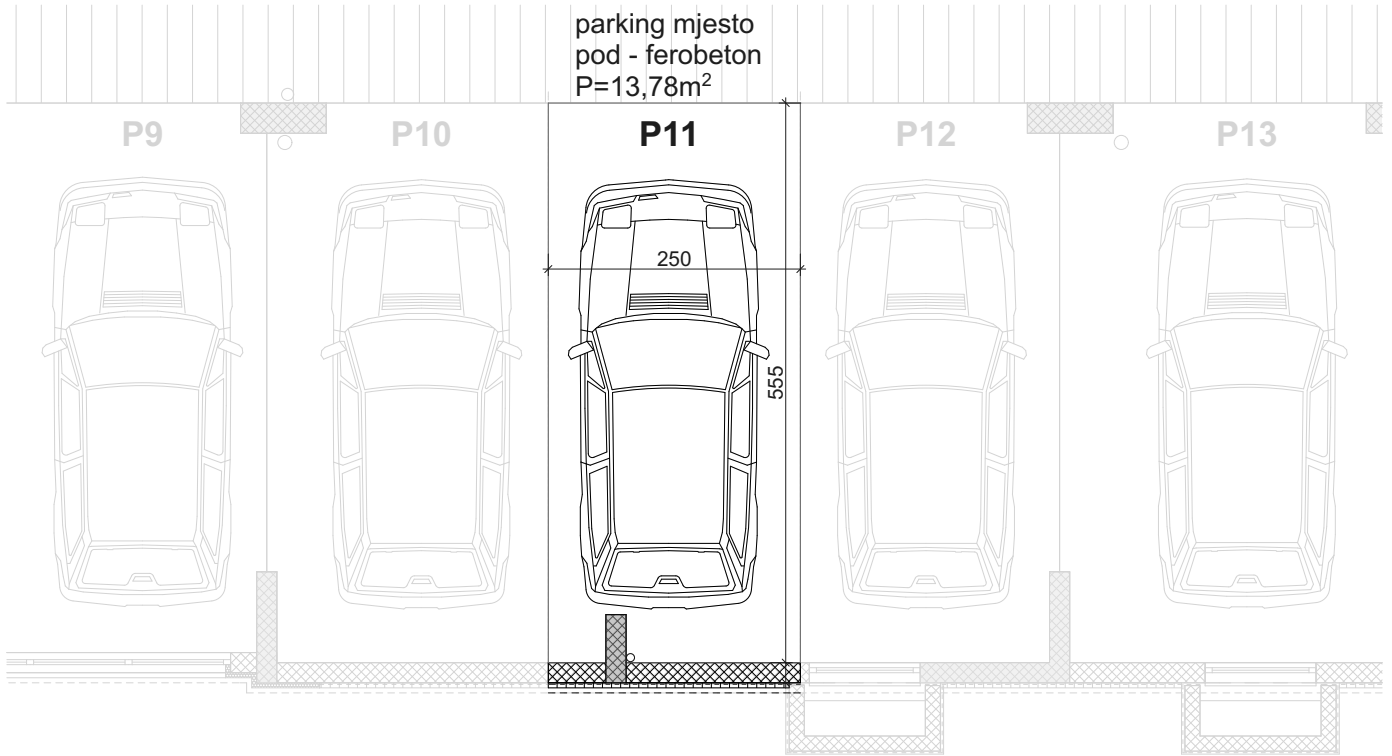 parking mjesto
pod - ferobeton
P=13,78m²
P9
P10
P11
P12
P13
250
555